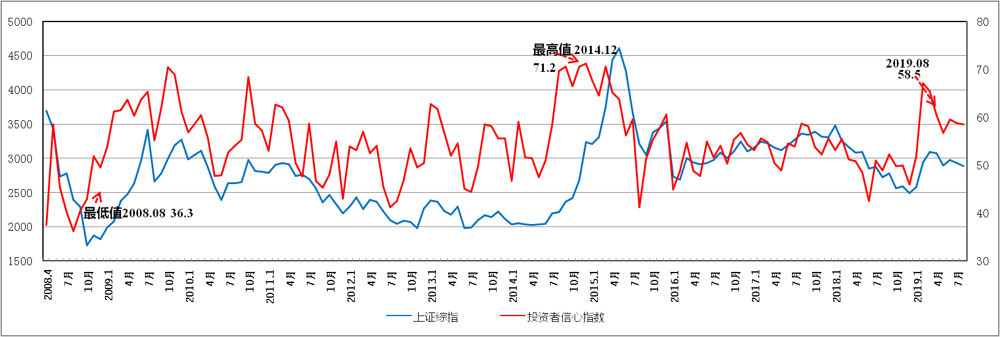 5000
4500
4000
3500
3000
2500
2000
1500
80
70
60
50
40
30
最高值 2014.12
71.2
2019.08
58.5
最低值2008.08 36.3
2008.4
7月
10月
2009.1
4月
7月
10月
2010.1
4月
7月
10月
2011.1
4月
7月
10月
2012.1
4月
7月
10月
2013.1
4月
7月
10月
2014.1
4月
7月
10月
2015.1
4月
7月
10月
2016.1
4月
7月
10月
2017.1
4月
7月
10月
2018.1
4月
7月
10月
2019.1
4月
7月
上证综指
投资者信心指数